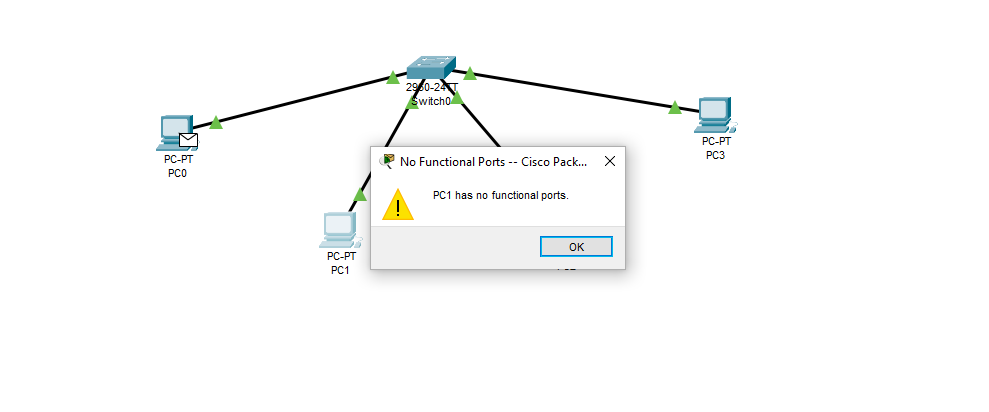 2960-24TT
Switch0
PC-PT
PC0
PC-PT
PC3
No Functional Ports -- Cisco Pack...
PC1 has no functional ports.
OK
PC-PT
PC1